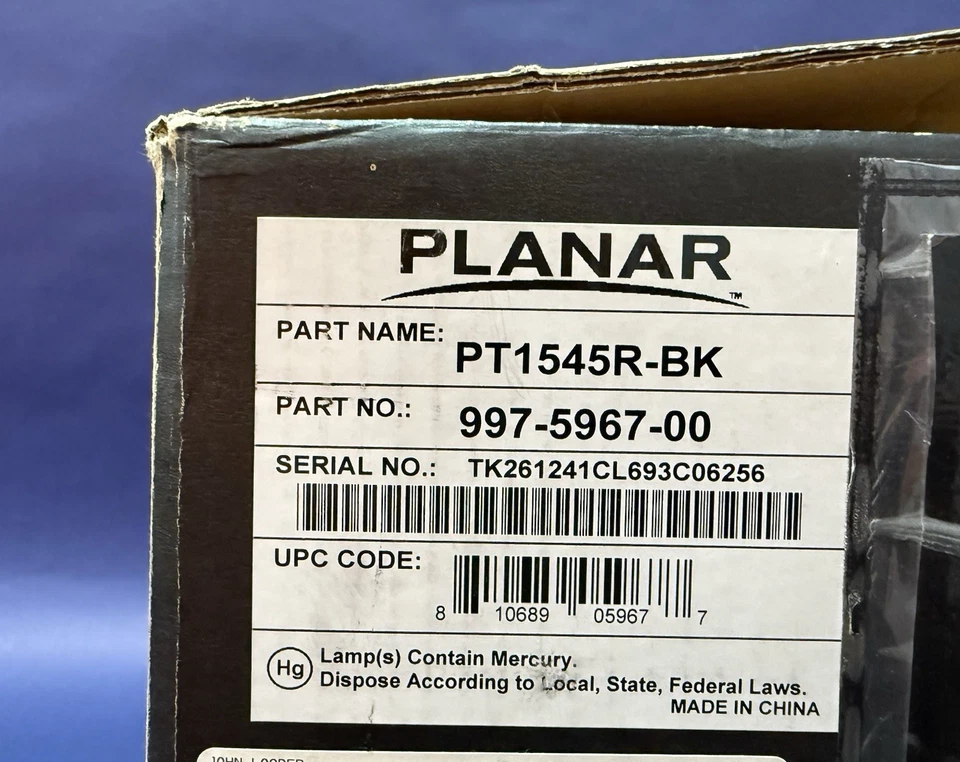 PLANAR
™
PART NAME:
PT1545R-BK
PART NO.:
997-5967-00
SERIAL NO.: TK261241CL693C06256
UPC CODE:
8 10689 05967 7
Hg
Lamp(s) Contain Mercury.
Dispose According to Local, State, Federal Laws.
MADE IN CHINA
JOHN